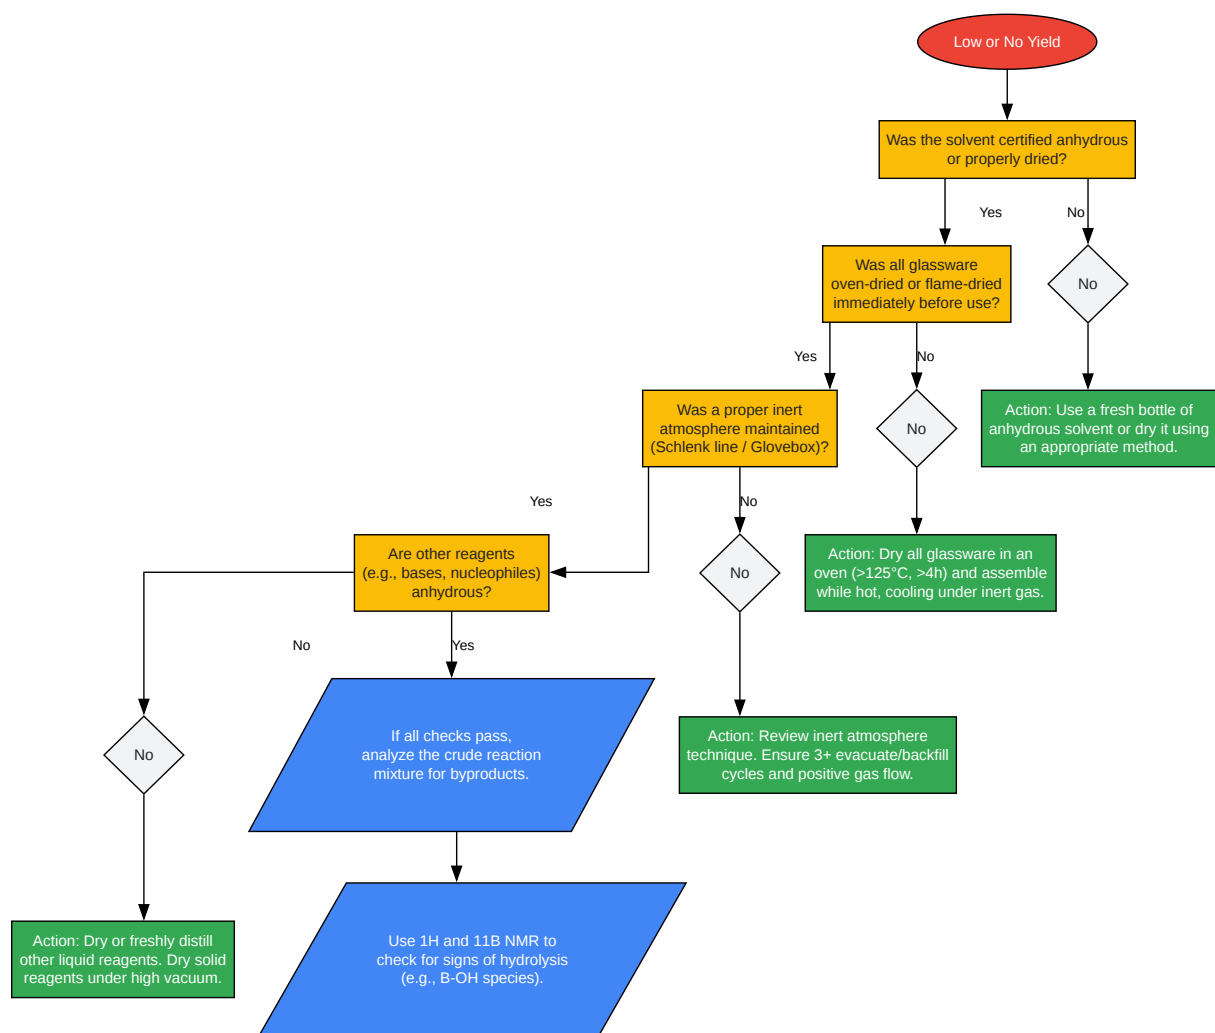 Low or No Yield
Was the solvent certified anhydrous
or properly dried?
Yes
No
Was all glassware
oven-dried or flame-dried
immediately before use?
No
Yes
No
Was a proper inert
atmosphere maintained
(Schlenk line / Glovebox)?
No
Action: Use a fresh bottle of
anhydrous solvent or dry it using
an appropriate method.
Yes
No
Are other reagents
(e.g., bases, nucleophiles)
anhydrous?
No
Action: Dry all glassware in an
oven (>125°C, >4h) and assemble
while hot, cooling under inert gas.
No
Yes
No
If all checks pass,
analyze the crude reaction
mixture for byproducts.
Action: Review inert atmosphere
technique. Ensure 3+ evacuate/backfill
cycles and positive gas flow.
Action: Dry or freshly distill
other liquid reagents. Dry solid
reagents under high vacuum.
Use 1H and 11B NMR to
check for signs of hydrolysis
(e.g., B-OH species).